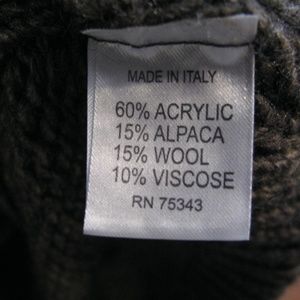 MADE IN ITALY
60% ACRYLIC
15% ALPACA
15% WOOL
10% VISCOSE
RN 75343